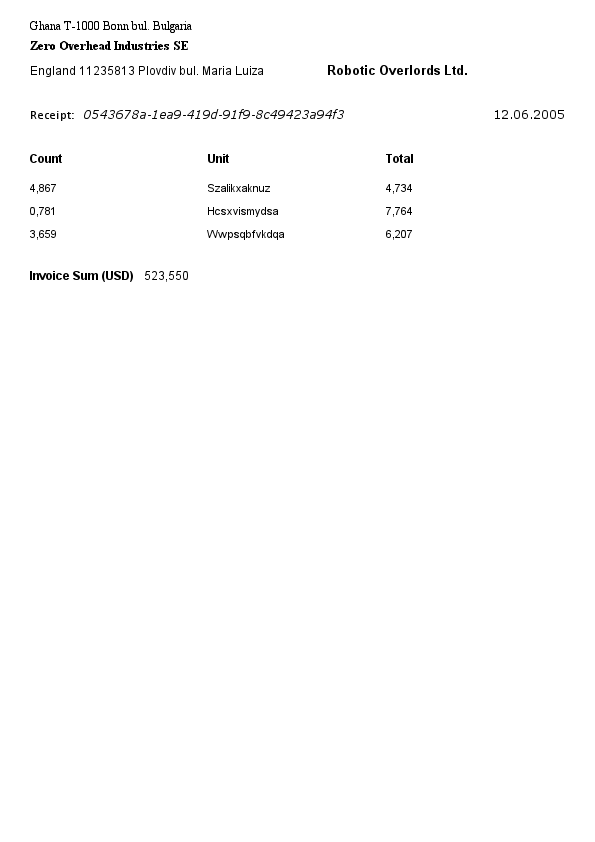 Ghana T-1000 Bonn bul. Bulgaria
Zero Overhead Industries SE
England 11235813 Plovdiv bul. Maria Luiza Robotic Overlords Ltd.
Receipt: 0543678a-1ea9-419d-91f9-8c49423a94f3 12.06.2005
Count Unit Total
4,867 Szalikxaknuz 4,734
0,781 Hcsxvismydsa 7,764
3,659 Wwpsqbfvkdqa 6,207
Invoice Sum (USD) 523,550